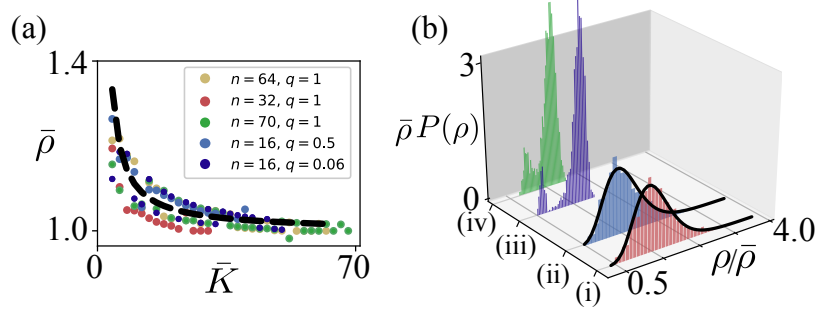 (a)
1.4
ρ̄
1.0
0
K̄
70
n = 64, q = 1
n = 32, q = 1
n = 70, q = 1
n = 16, q = 0.5
n = 16, q = 0.06
(b)
3
ρ̄ P(ρ)
0
(iv)
(iii)
(ii)
(i)
0.5
ρ/ρ̄
4.0